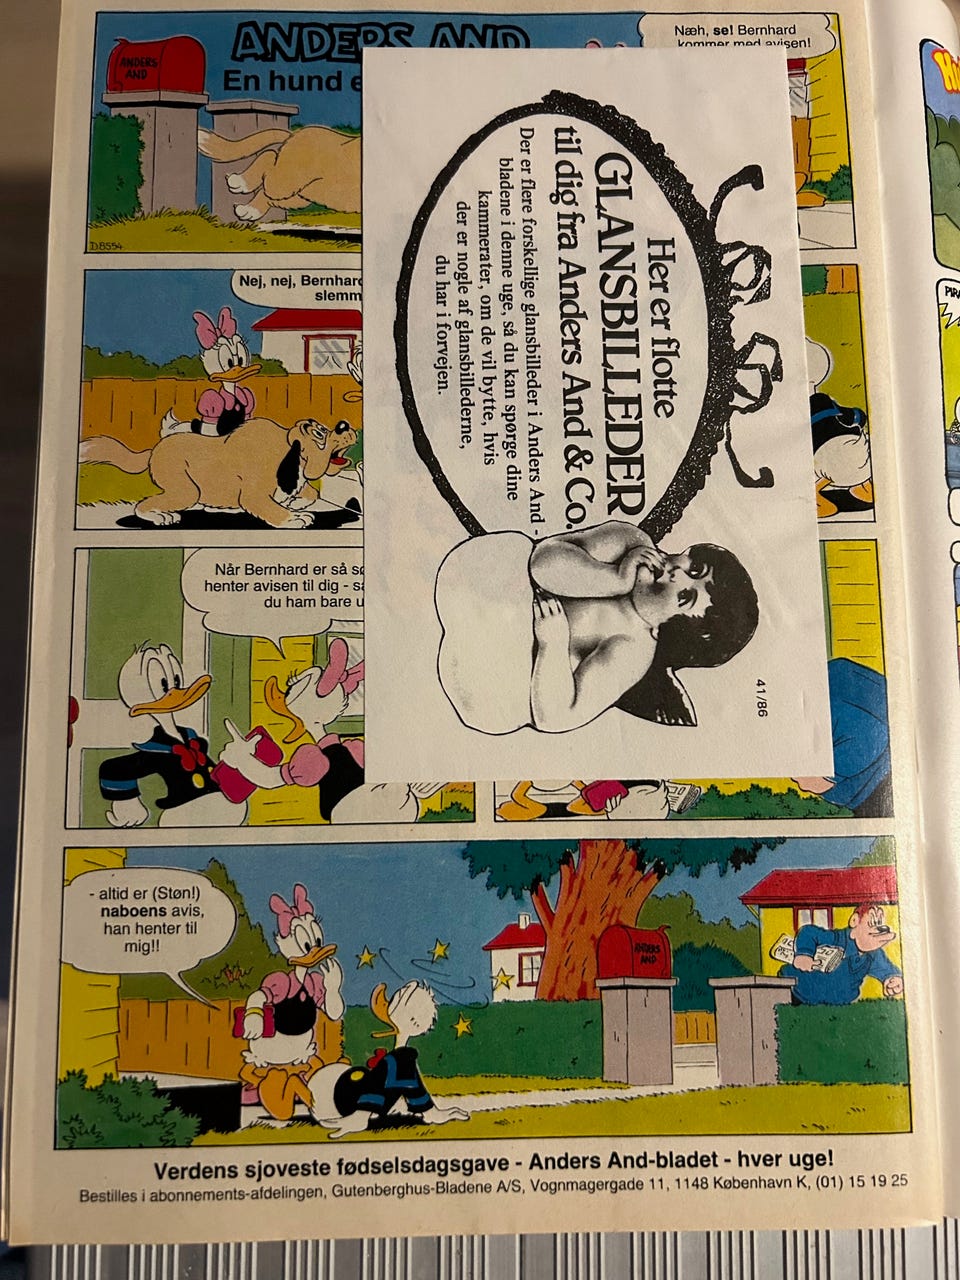 ANDERS AND
En hund e
ANDERS
AND
Næh, se! Bernhard
kommer med avisen!
D 8554
Nej, nej, Bernhard
slemm
Når Bernhard er så sø
henter avisen til dig - så
du ham bare u
Her er flotte
GLANSBILLEDER
til dig fra Anders And & Co.
Der er flere forskellige glansbilleder i Anders And -
bladene i denne uge, så du kan spørge dine
kammerater, om de vil bytte, hvis
der er nogle af glansbillederne,
du har i forvejen.
41/86
- altid er (Støn!)
naboens avis,
han henter til
mig!!
ANDERS
AND
Verdens sjoveste fødselsdagsgave - Anders And-bladet - hver uge!
Bestilles i abonnements-afdelingen, Gutenberghus-Bladene A/S, Vognmagergade 11, 1148 København K, (01) 15 19 25